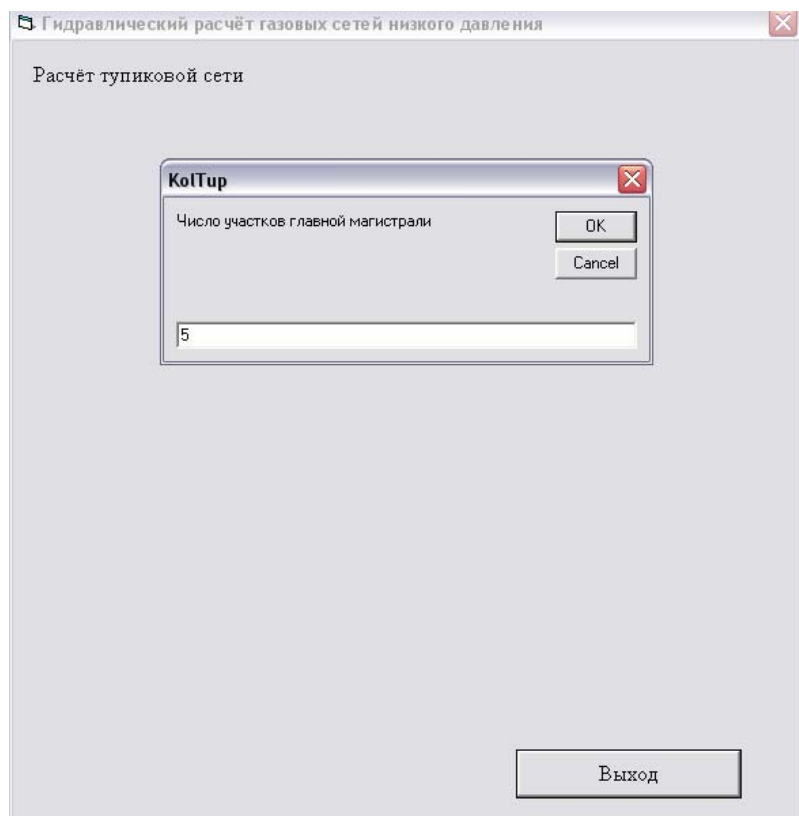 Гидравлический расчёт газовых сетей низкого давления
Расчёт тупиковой сети
KolTup
Число участков главной магистрали
OK
Cancel
5
Выход